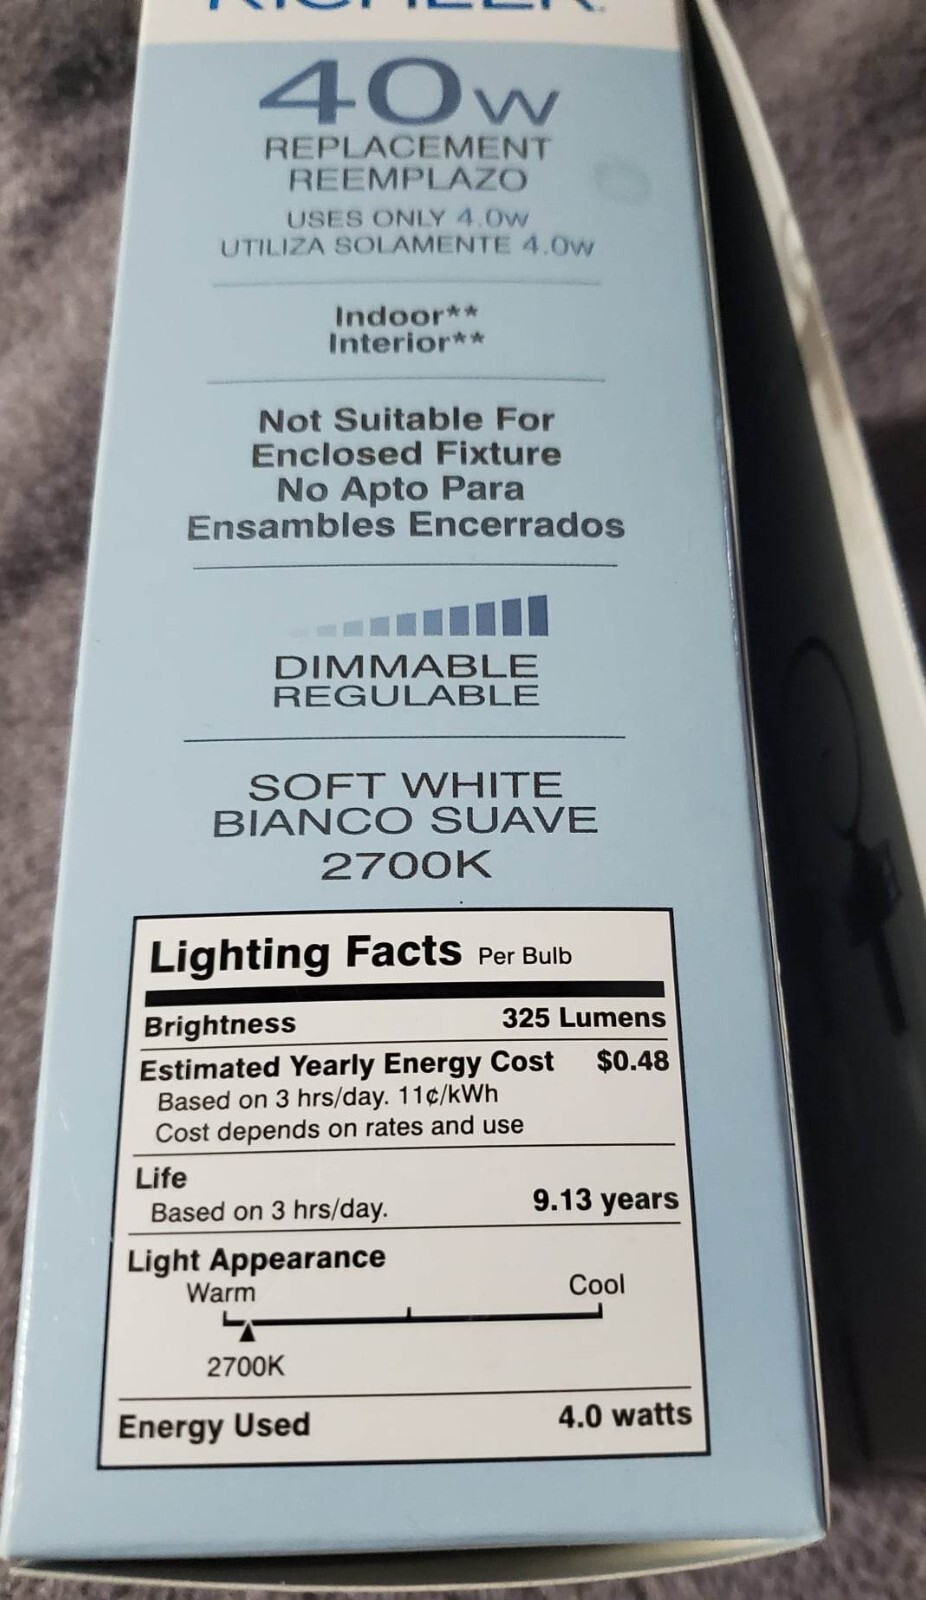 40w
REPLACEMENT
REEMPLAZO
USES ONLY 4.0w
UTILIZA SOLAMENTE 4.0w
Indoor**
Interior**
Not Suitable For
Enclosed Fixture
No Apto Para
Ensambles Encerrados
DIMMABLE
REGULABLE
SOFT WHITE
BIANCO SUAVE
2700K
Lighting Facts Per Bulb
Brightness 325 Lumens
Estimated Yearly Energy Cost $0.48
Based on 3 hrs/day. 11¢/kWh
Cost depends on rates and use
Life
Based on 3 hrs/day. 9.13 years
Light Appearance
Warm Cool
2700K
Energy Used 4.0 watts